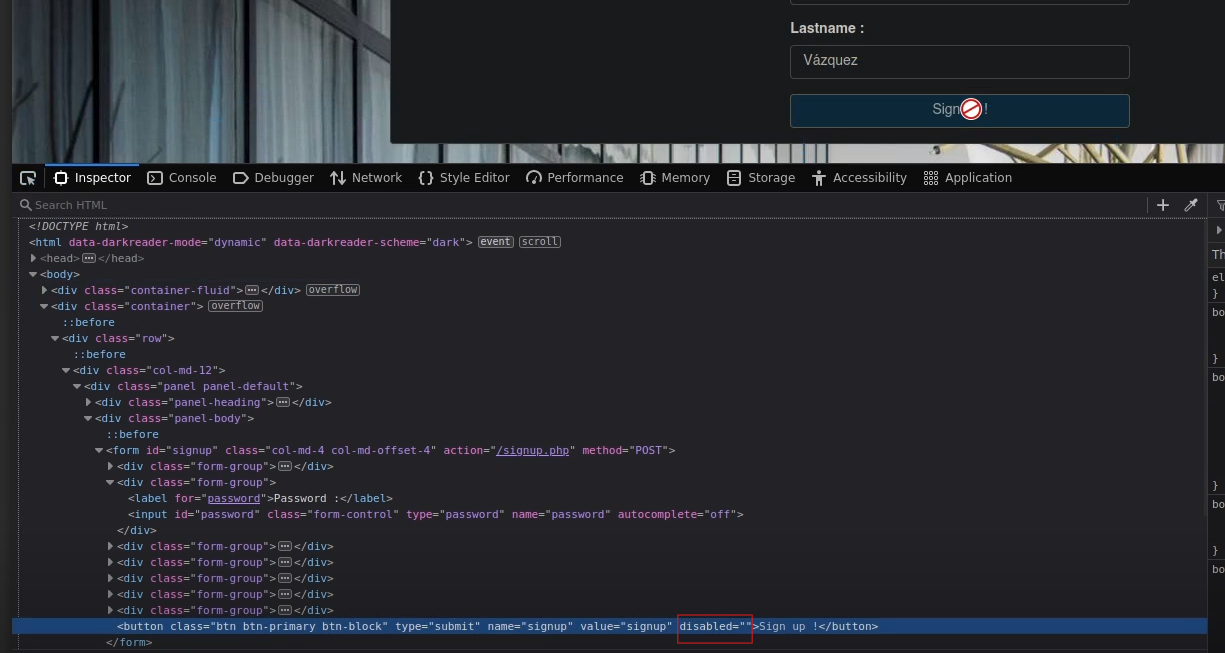 Lastname :
Vázquez
Sign !
Inspector Console Debugger Network Style Editor Performance Memory Storage Accessibility Application
Search HTML
<!DOCTYPE html>
<html data-darkreader-mode="dynamic" data-darkreader-scheme="dark"> event scroll
<head> ••• </head>
<body>
<div class="container-fluid"> ••• </div> overflow
<div class="container"> overflow
::before
<div class="row">
::before
<div class="col-md-12">
<div class="panel panel-default">
<div class="panel-heading"> ••• </div>
<div class="panel-body">
::before
<form id="signup" class="col-md-4 col-md-offset-4" action="/signup.php" method="POST">
<div class="form-group"> ••• </div>
<div class="form-group">
<label for="password">Password :</label>
<input id="password" class="form-control" type="password" name="password" autocomplete="off">
</div>
<div class="form-group"> ••• </div>
<div class="form-group"> ••• </div>
<div class="form-group"> ••• </div>
<div class="form-group"> ••• </div>
<div class="form-group"> ••• </div>
<button class="btn btn-primary btn-block" type="submit" name="signup" value="signup" disabled="">Sign up !</button>
</form>
Th
el
}
bo
}
bo
}
bo
}
bo